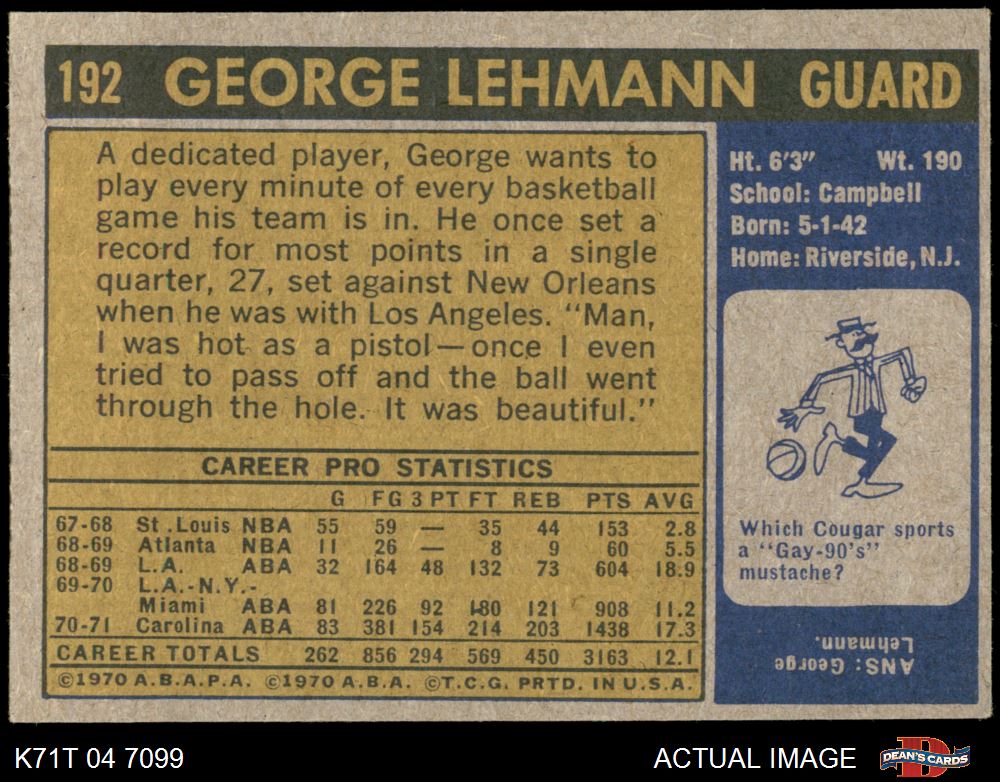 192 GEORGE LEHMANN GUARD
A dedicated player, George wants to
play every minute of every basketball
game his team is in. He once set a
record for most points in a single
quarter, 27, set against New Orleans
when he was with Los Angeles. “Man,
I was hot as a pistol—once I even
tried to pass off and the ball went
through the hole. It was beautiful.”
CAREER PRO STATISTICS
G FG 3 PT FT REB PTS AVG
67-68 St. Louis NBA 55 59 — 35 44 153 2.8
68-69 Atlanta NBA 11 26 — 8 9 60 5.5
68-69 L.A. ABA 32 164 48 132 73 604 18.9
69-70 L.A.-N.Y.-
Miami ABA 81 226 92 180 121 908 11.2
70-71 Carolina ABA 83 381 154 214 203 1438 17.3
CAREER TOTALS 262 856 294 569 450 3163 12.1
©1970 A.B.A.P.A. ©1970 A.B.A. ©T.C.G. PRTD. IN U.S.A.
Ht. 6'3" Wt. 190
School: Campbell
Born: 5-1-42
Home: Riverside, N.J.
Which Cougar sports
a “Gay-90’s”
mustache?
ANS: George
Lehmann.
K71T 04 7099 ACTUAL IMAGE DEAN'S CARDS